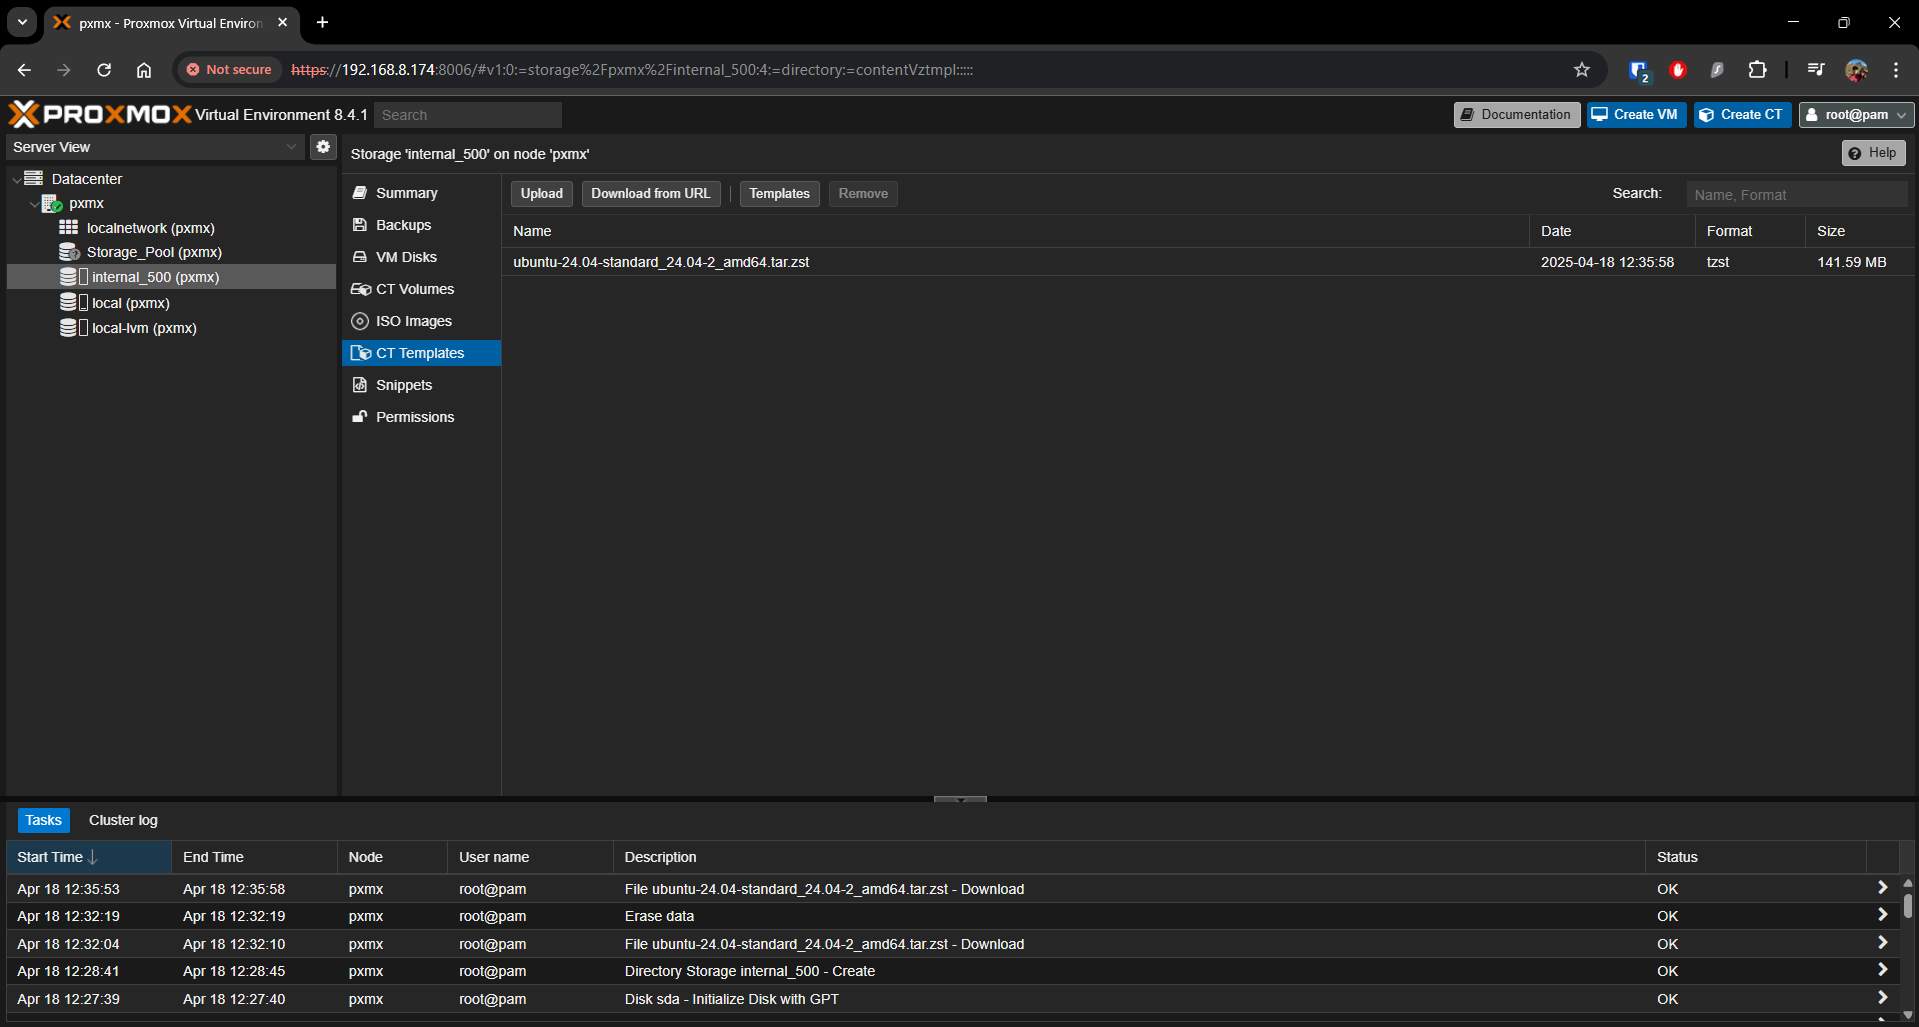 pxmx - Proxmox Virtual Environ
Not secure
https://192.168.8.174:8006/#v1:0:=storage%2Fpxmx%2Finternal_500:4:=directory:=contentVztmpl:::::
2
PROXMOX Virtual Environment 8.4.1
Search
Documentation
Create VM
Create CT
root@pam
Server View
Storage 'internal_500' on node 'pxmx'
Help
Datacenter
pxmx
localnetwork (pxmx)
Storage_Pool (pxmx)
internal_500 (pxmx)
local (pxmx)
local-lvm (pxmx)
Summary
Backups
VM Disks
CT Volumes
ISO Images
CT Templates
Snippets
Permissions
Upload
Download from URL
Templates
Remove
Search:
Name, Format
Name Date Format Size
ubuntu-24.04-standard_24.04-2_amd64.tar.zst 2025-04-18 12:35:58 tzst 141.59 MB
Tasks
Cluster log
Start Time End Time Node User name Description Status
Apr 18 12:35:53 Apr 18 12:35:58 pxmx root@pam File ubuntu-24.04-standard_24.04-2_amd64.tar.zst - Download OK
Apr 18 12:32:19 Apr 18 12:32:19 pxmx root@pam Erase data OK
Apr 18 12:32:04 Apr 18 12:32:10 pxmx root@pam File ubuntu-24.04-standard_24.04-2_amd64.tar.zst - Download OK
Apr 18 12:28:41 Apr 18 12:28:45 pxmx root@pam Directory Storage internal_500 - Create OK
Apr 18 12:27:39 Apr 18 12:27:40 pxmx root@pam Disk sda - Initialize Disk with GPT OK